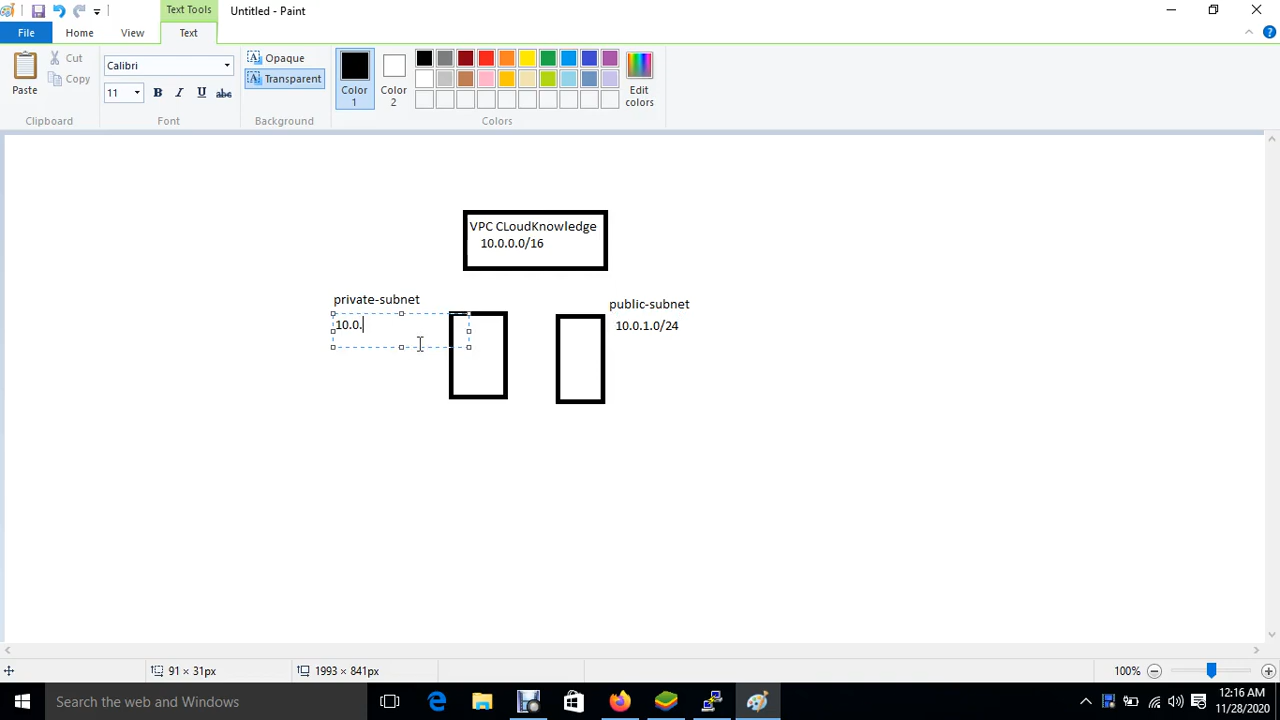 Text Tools
Untitled - Paint
File
Home
View
Text
Paste
Cut
Copy
Clipboard
Calibri
11
B I U abc
Font
Opaque
Transparent
Background
Color 1
Color 2
Edit colors
Colors
VPC CLoudKnowledge
10.0.0.0/16
private-subnet
10.0.
public-subnet
10.0.1.0/24
91 × 31px
1993 × 841px
100%
Search the web and Windows
12:16 AM
11/28/2020